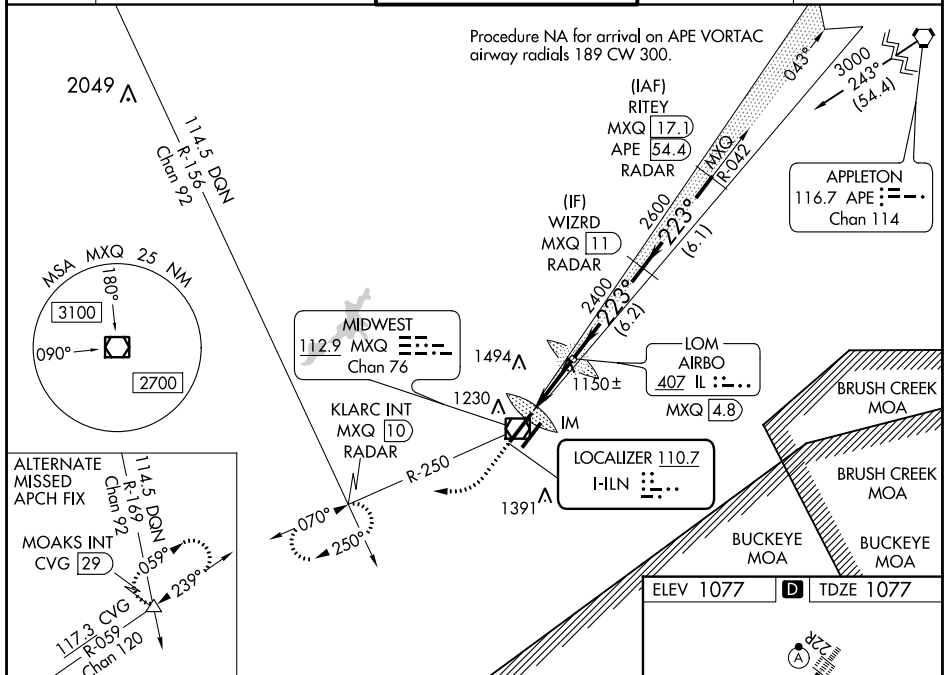 Procedure NA for arrival on APE VORTAC
airway radials 189 CW 300.
2049
114.5 DQN
R-156
Chan 92
(IAF)
RITEY
MXQ 17.1
APE 54.4
RADAR
043°
3000
243°
(54.4)
MXQ
R-042
APPLETON
116.7 APE
Chan 114
(IF)
WIZRD
MXQ 11
RADAR
2600
223°
(6.1)
2400
223°
(6.2)
MSA MXQ 25 NM
180°
3100
090°
2700
MIDWEST
112.9 MXQ
Chan 76
1494
1150±
LOM
AIRBO
407 IL
MXQ 4.8
1230
IM
KLARC INT
MXQ 10
RADAR
R-250
LOCALIZER 110.7
I-ILN
1391
070°
250°
BRUSH CREEK
MOA
BRUSH CREEK
MOA
BUCKEYE
MOA
BUCKEYE
MOA
ALTERNATE
MISSED
APCH FIX
114.5 DQN
R-169
Chan 92
MOAKS INT
CVG 29
059°
239°
117.3 CVG
R-059
Chan 120
ELEV 1077
D
TDZE 1077
A
22R